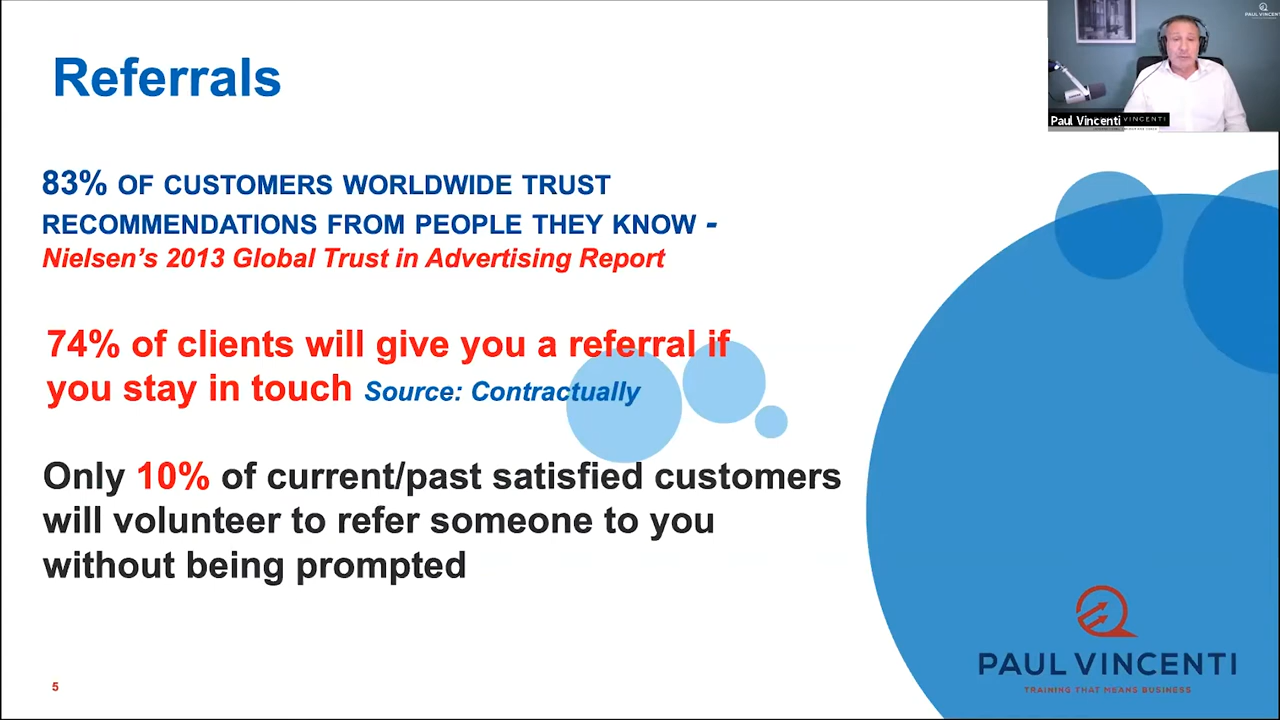 Referrals
PAUL VINCENTI
Paul Vincenti
VINCENTI
83% OF CUSTOMERS WORLDWIDE TRUST
RECOMMENDATIONS FROM PEOPLE THEY KNOW -
Nielsen’s 2013 Global Trust in Advertising Report
74% of clients will give you a referral if
you stay in touch Source: Contractually
Only 10% of current/past satisfied customers
will volunteer to refer someone to you
without being prompted
5
PAUL VINCENTI
TRAINING THAT MEANS BUSINESS